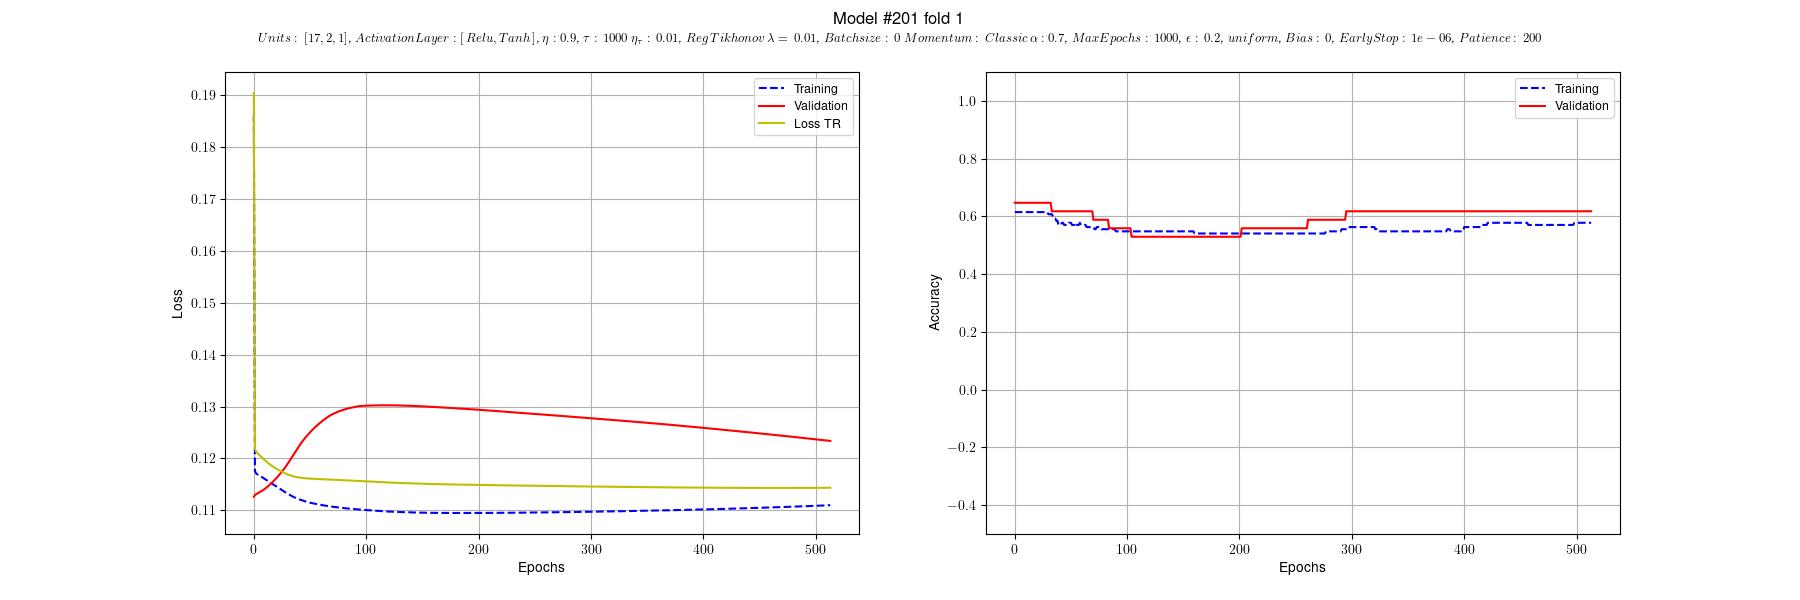 Model #201 fold 1
Units : [17, 2, 1], ActivationLayer : [Relu, Tanh], η : 0.9, τ : 1000 η_τ : 0.01, RegTikhonov λ = 0.01, Batchsize : 0 Momentum : Classic α : 0.7, MaxEpochs : 1000, ϵ : 0.2, uniform, Bias : 0, EarlyStop : 1e − 06, Patience : 200
Training
Validation
Loss TR
0.19
0.18
0.17
0.16
0.15
0.14
0.13
0.12
0.11
Loss
0 100 200 300 400 500
Epochs
Training
Validation
1.0
0.8
0.6
0.4
0.2
0.0
−0.2
−0.4
Accuracy
0 100 200 300 400 500
Epochs